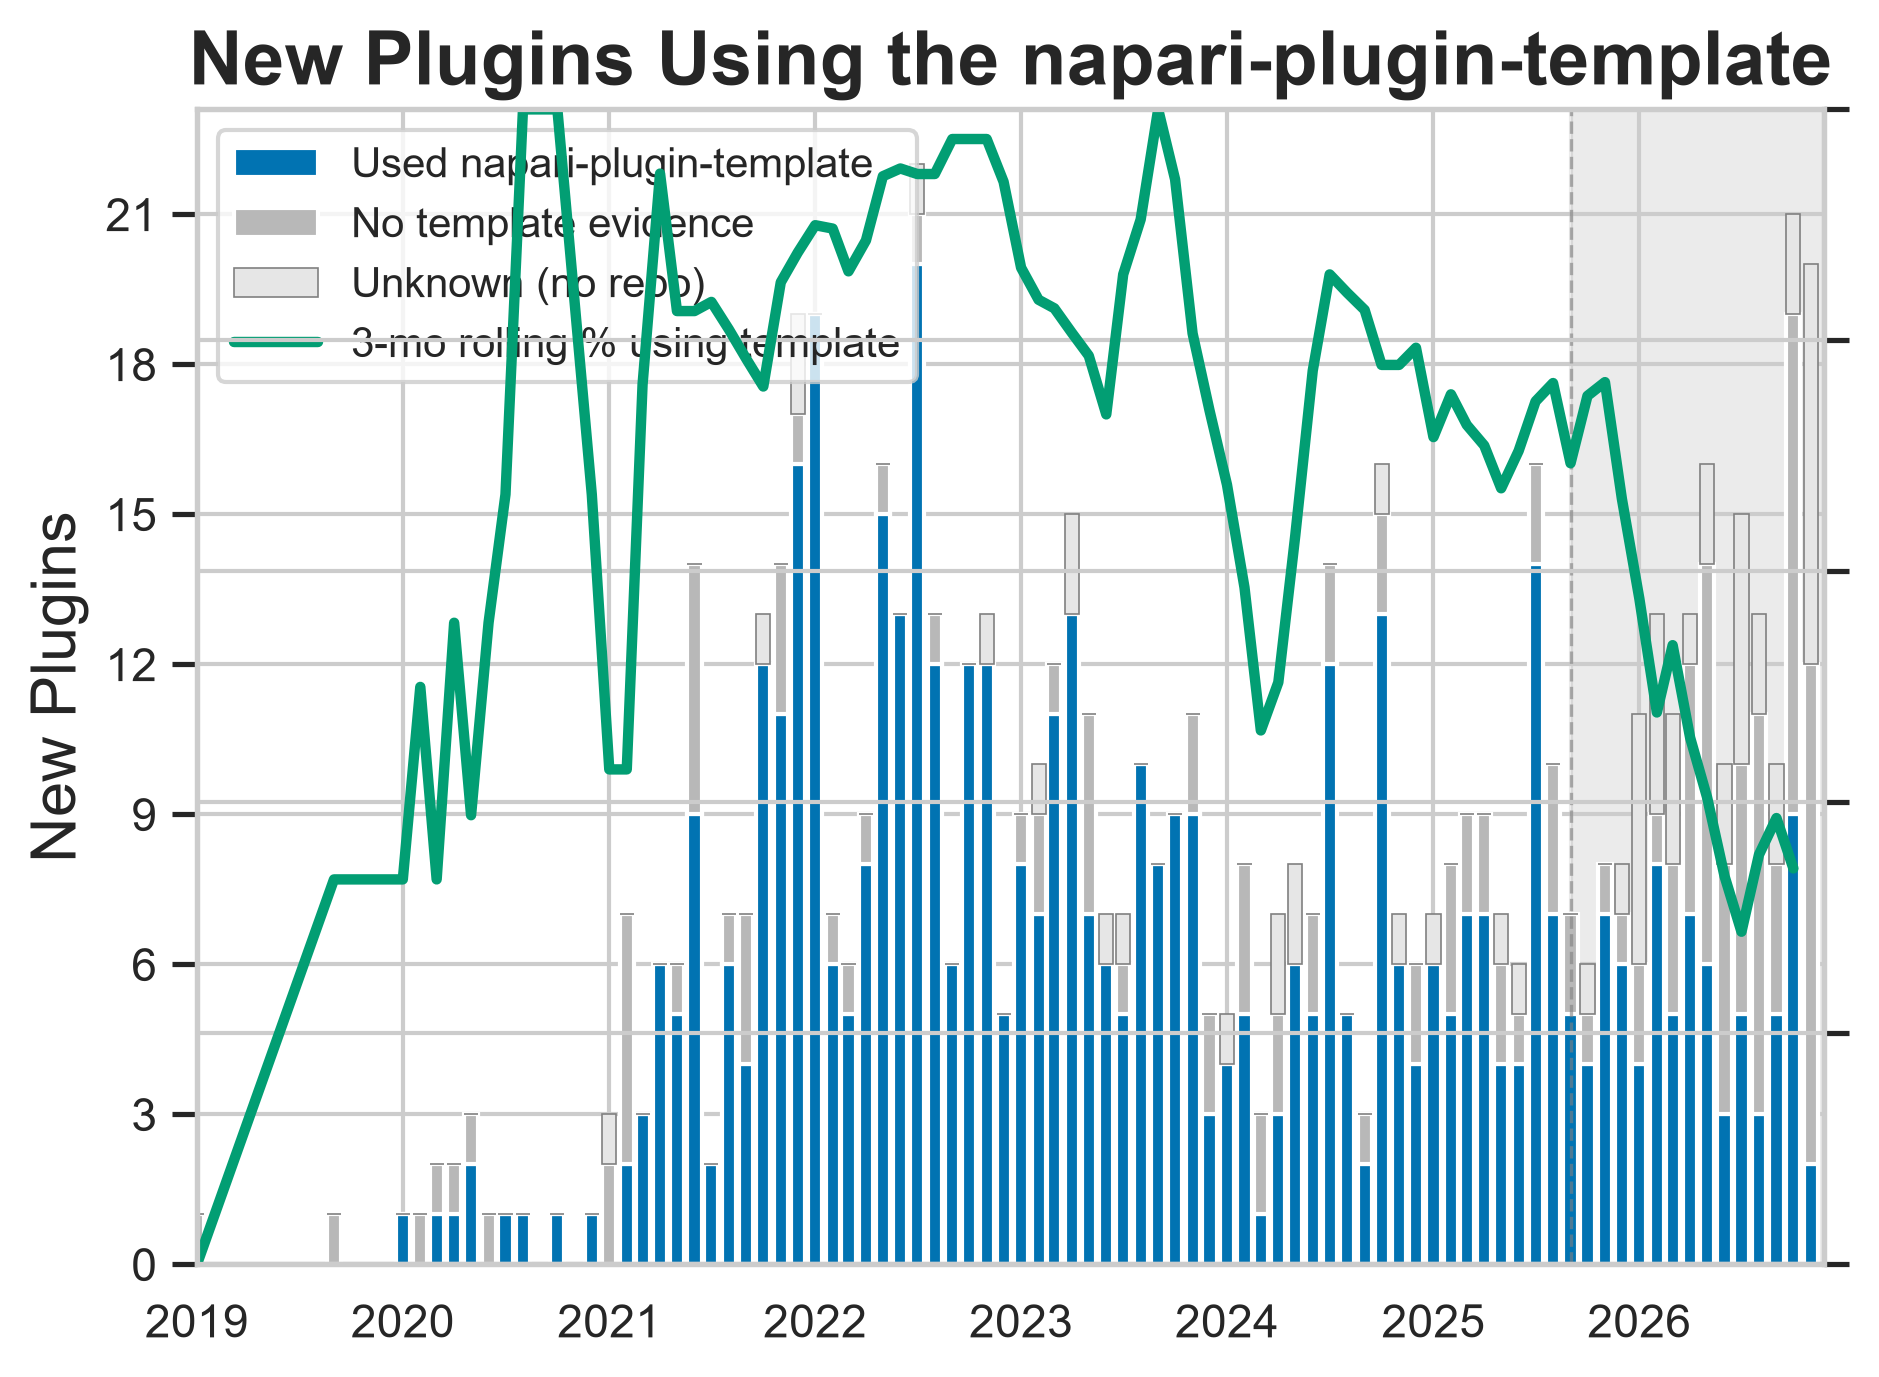 New Plugins Using the napari-plugin-template
Used napari-plugin-template
No template evidence
Unknown (no repo)
3-mo rolling % using template
New Plugins
21
18
15
12
9
6
3
0
2019 2020 2021 2022 2023 2024 2025 2026